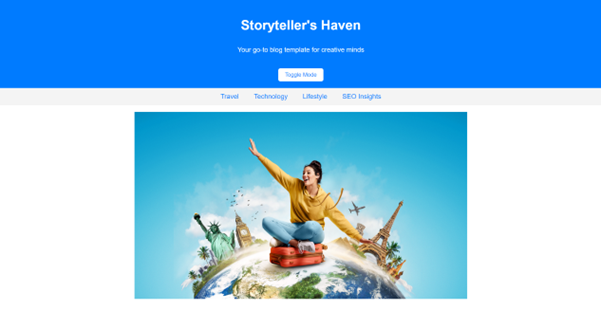 Storyteller's Haven
Your go-to blog template for creative minds
Toggle Mode
Travel Technology Lifestyle SEO Insights